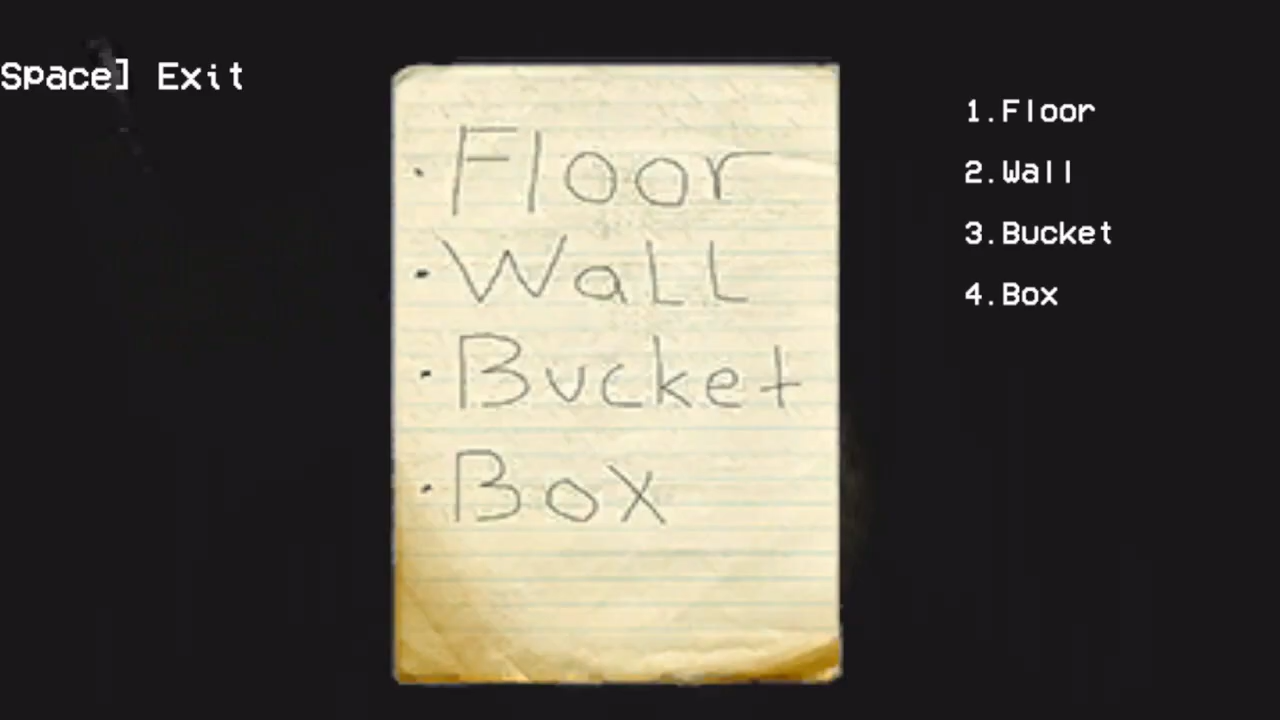 Space] Exit
· Floor
· Wall
· Bucket
· Box
1.Floor
2.Wall
3.Bucket
4.Box